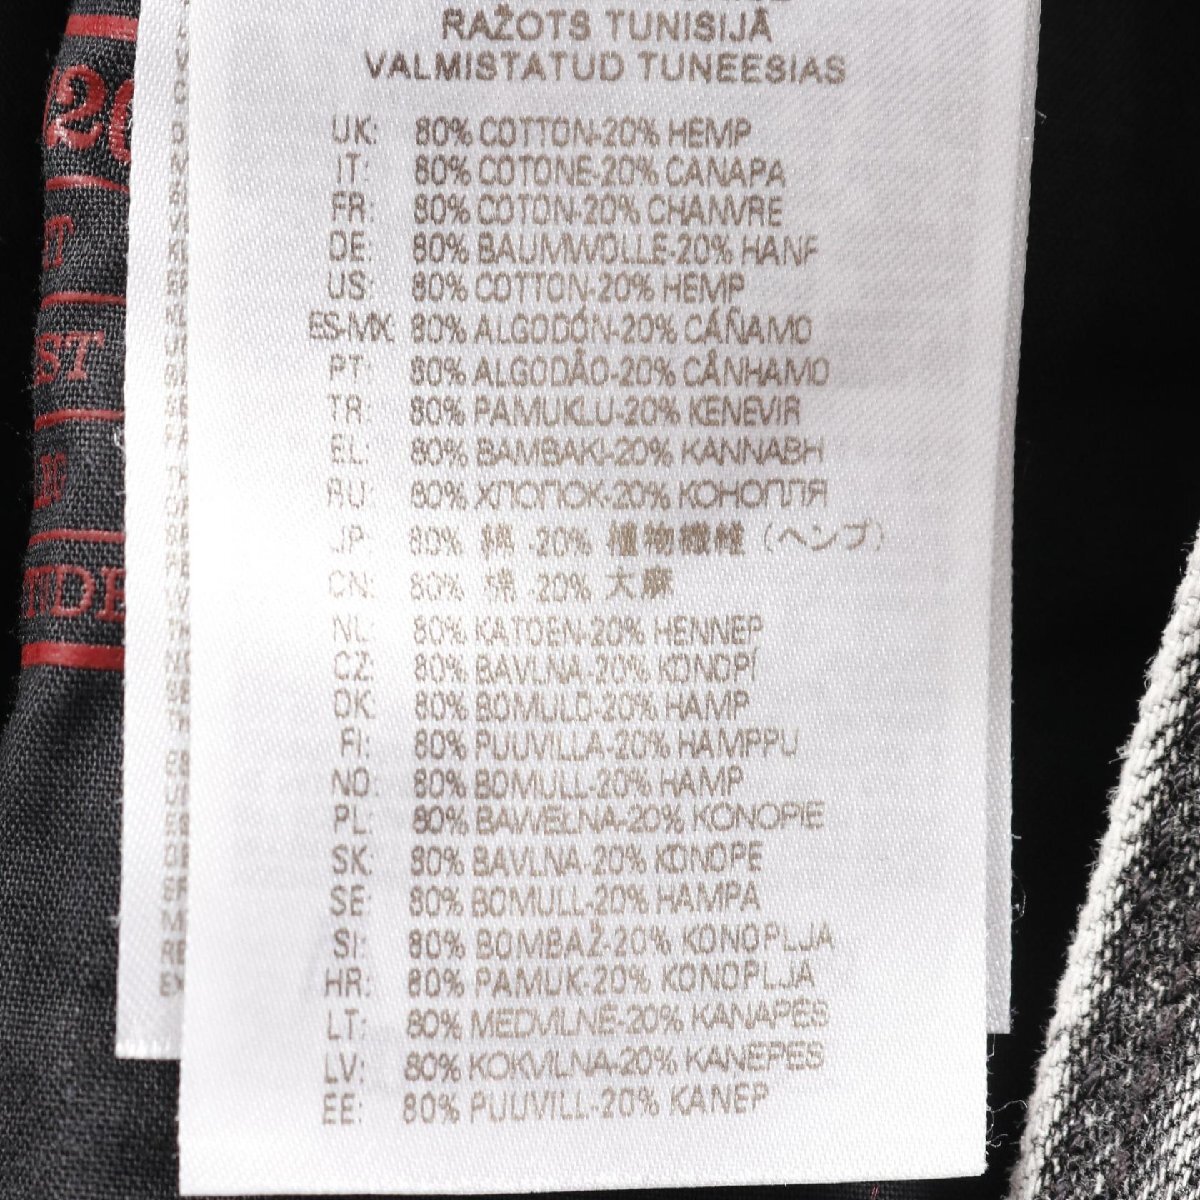 RAŽOTS TUNISIJĀ
VALMISTATUD TUNEESIAS
UK: 80% COTTON-20% HEMP
IT: 80% COTONE-20% CANAPA
FR: 80% COTON-20% CHANVRE
DE: 80% BAUMWOLLE-20% HANF
US: 80% COTTON-20% HEMP
ES-MX: 80% ALGODÓN-20% CÁÑAMO
PT: 80% ALGODÃO-20% CÂNHAMO
TR: 80% PAMUKLU-20% KENEVIR
EL: 80% BAMBAKI-20% KANNABH
RU: 80% ХЛОПОК-20% КОНОПЛЯ
JP: 80% 綿 -20% 植物繊維 (ヘンプ)
CN: 80% 棉 -20% 大麻
NL: 80% KATOEN-20% HENNEP
CZ: 80% BAVLNA-20% KONOPÍ
DK: 80% BOMULD-20% HAMP
FI: 80% PUUVILLA-20% HAMPPU
NO: 80% BOMULL-20% HAMP
PL: 80% BAWEŁNA-20% KONOPIE
SK: 80% BAVLNA-20% KONOPE
SE: 80% BOMULL-20% HAMPA
SI: 80% BOMBAŽ-20% KONOPLJA
HR: 80% PAMUK-20% KONOPLJA
LT: 80% MEDVILNĖ-20% KANAPĖS
LV: 80% KOKVILNA-20% KAŅEPES
EE: 80% PUUVILL-20% KANEP